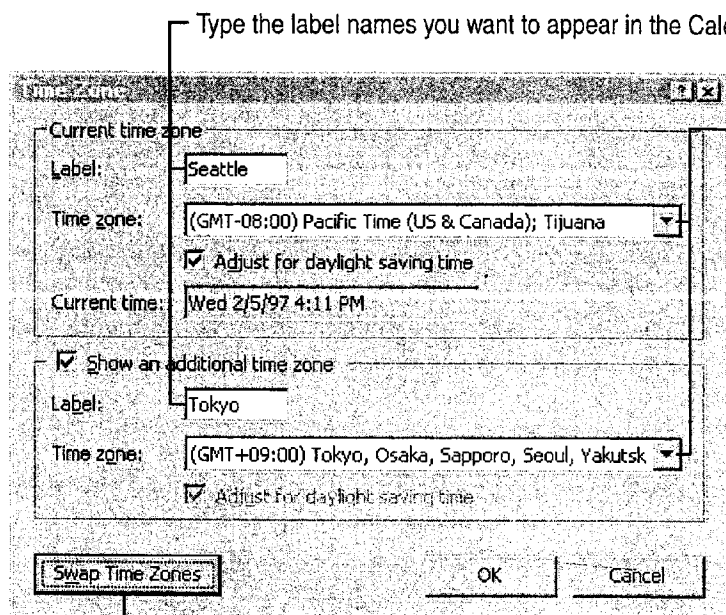 Type the label names you want to appear in the Cale
Time Zone
Current time zone
Label: Seattle
Time zone: (GMT-08:00) Pacific Time (US & Canada); Tijuana
Adjust for daylight saving time
Current time: Wed 2/5/97 4:11 PM
Show an additional time zone
Label: Tokyo
Time zone: (GMT+09:00) Tokyo, Osaka, Sapporo, Seoul, Yakutsk
Adjust for daylight saving time
Swap Time Zones
OK
Cancel